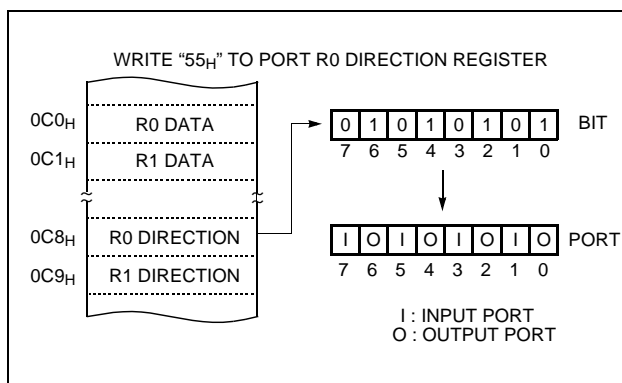 WRITE “55H” TO PORT R0 DIRECTION REGISTER
0C0H R0 DATA
0C1H R1 DATA
0C8H R0 DIRECTION
0C9H R1 DIRECTION
0 1 0 1 0 1 0 1 BIT
7 6 5 4 3 2 1 0
I O I O I O I O PORT
7 6 5 4 3 2 1 0
I : INPUT PORT
O : OUTPUT PORT